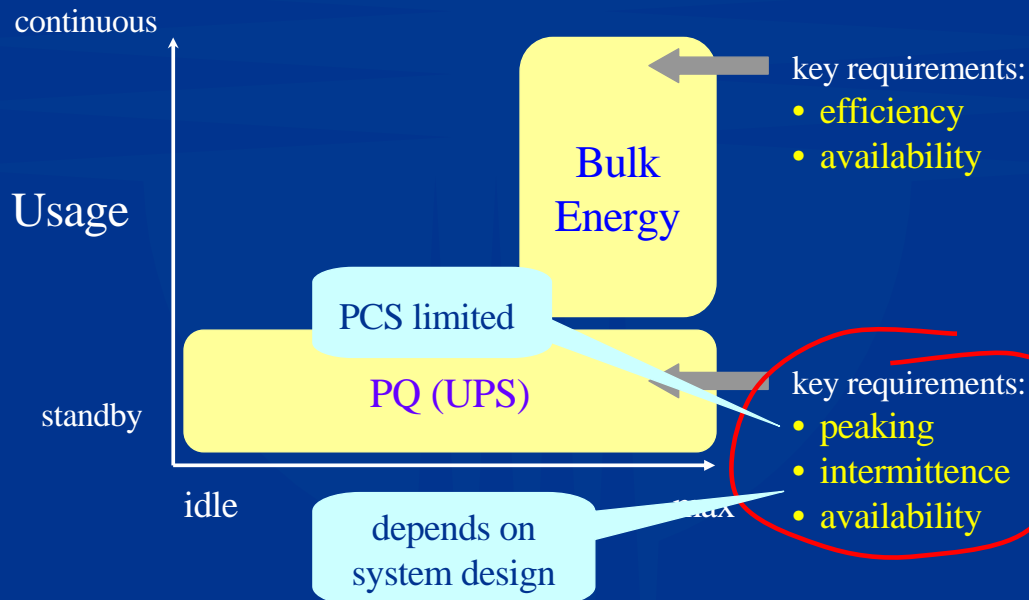 continuous
key requirements:
• efficiency
• availability
Bulk
Energy
Usage
PCS limited
PQ (UPS)
standby
key requirements:
• peaking
• intermittence
• availability
idle
max
depends on
system design